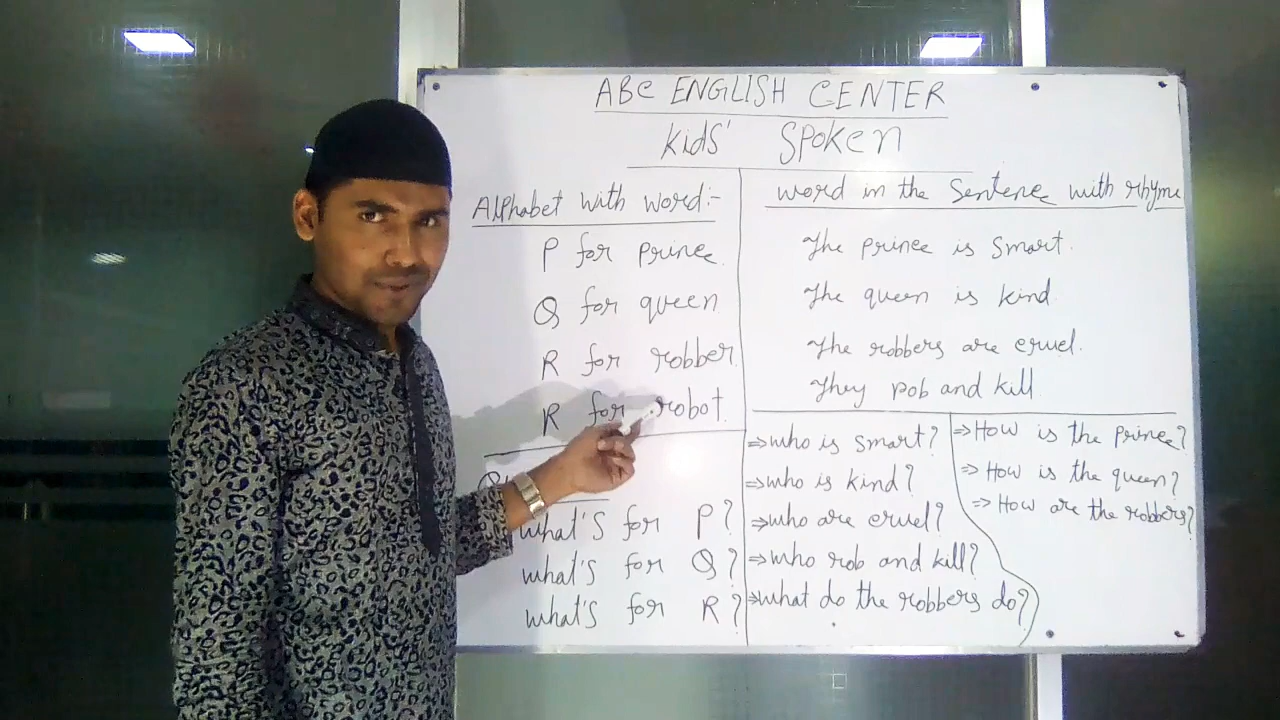 ABC ENGLISH CENTER
Kids' SPOKEN
Alphabet with word:-
P for prince
Q for queen
R for robber
R for robot.
what's for P?
what's for Q?
what's for R?
word in the Sentence with rhyme
The prince is smart.
The queen is kind
The robbers are cruel.
They pob and kill
⇒who is smart?
⇒who is kind?
⇒who are cruel?
⇒who rob and kill?
⇒what do the robbers do?
⇒How is the prince?
⇒ How is the queen?
⇒ How are the robbers?